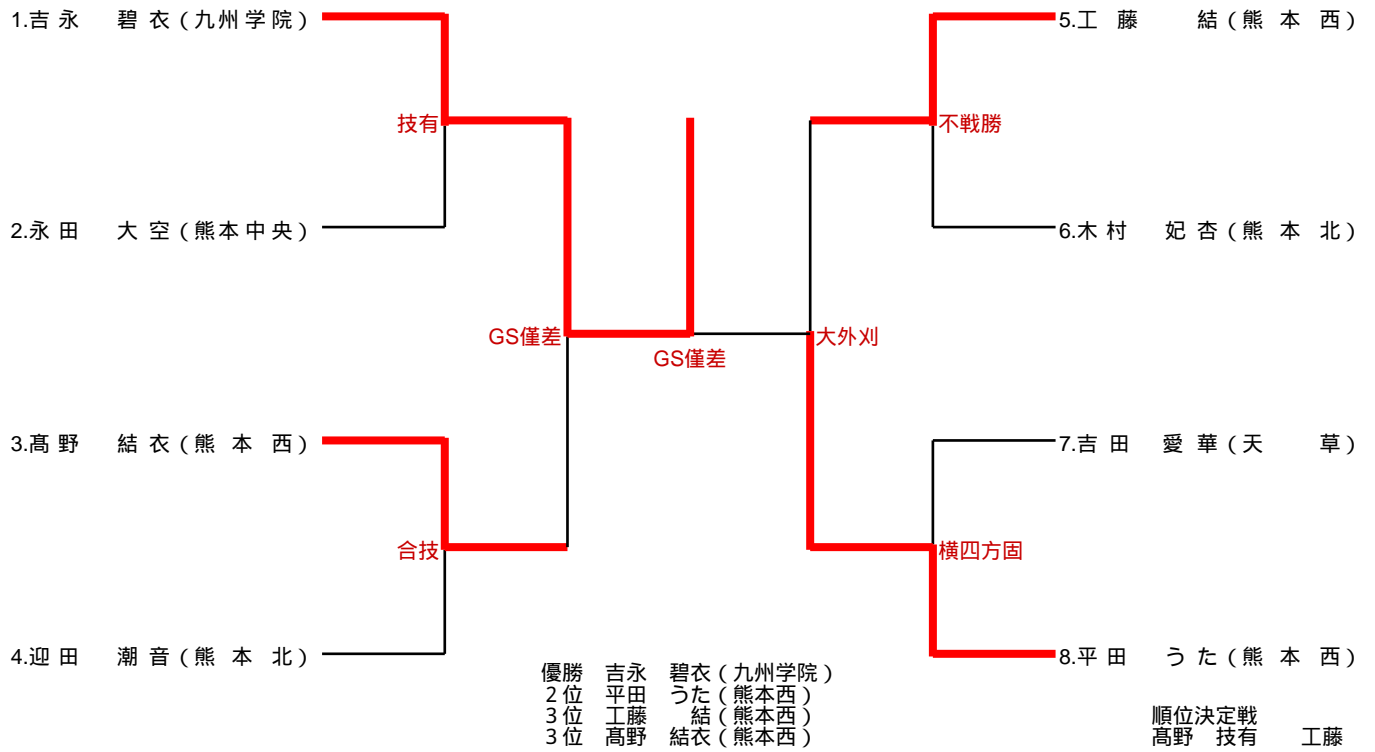 1.吉永 碧衣(九州学院)
5.工藤 結(熊本西)
技有
不戦勝
2.永田 大空(熊本中央)
6.木村 妃杏(熊本北)
GS僅差
GS僅差
大外刈
3.髙野 結衣(熊本西)
7.吉田 愛華(天草)
合技
横四方固
4.迎田 潮音(熊本北)
8.平田 うた(熊本西)
優勝 吉永 碧衣(九州学院)
2位 平田 うた(熊本西)
3位 工藤 結(熊本西)
3位 髙野 結衣(熊本西)
順位決定戦
髙野 技有 工藤